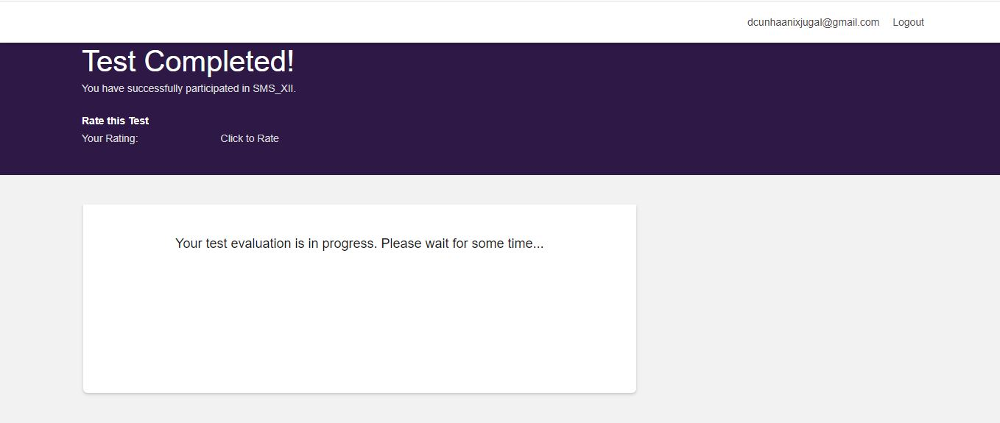 dcunhaanixjugal@gmail.com Logout
Test Completed!
You have successfully participated in SMS_XII.
Rate this Test
Your Rating: Click to Rate
Your test evaluation is in progress. Please wait for some time...